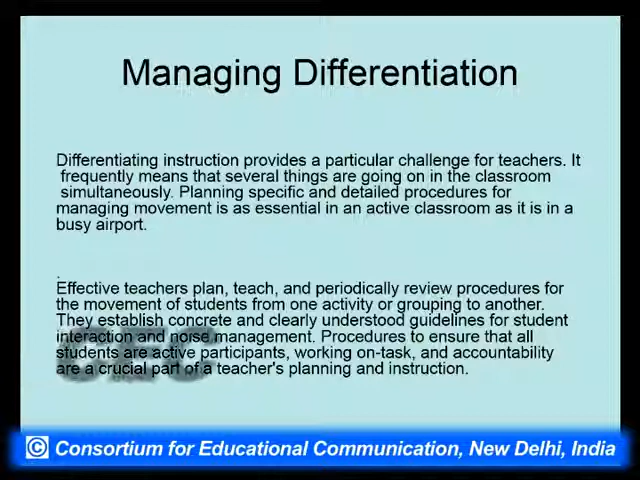 Managing Differentiation
Differentiating instruction provides a particular challenge for teachers. It
frequently means that several things are going on in the classroom
simultaneously. Planning specific and detailed procedures for
managing movement is as essential in an active classroom as it is in a
busy airport.
.
Effective teachers plan, teach, and periodically review procedures for
the movement of students from one activity or grouping to another.
They establish concrete and clearly understood guidelines for student
interaction and noise management. Procedures to ensure that all
students are active participants, working on-task, and accountability
are a crucial part of a teacher's planning and instruction.
CEC
© Consortium for Educational Communication, New Delhi, India